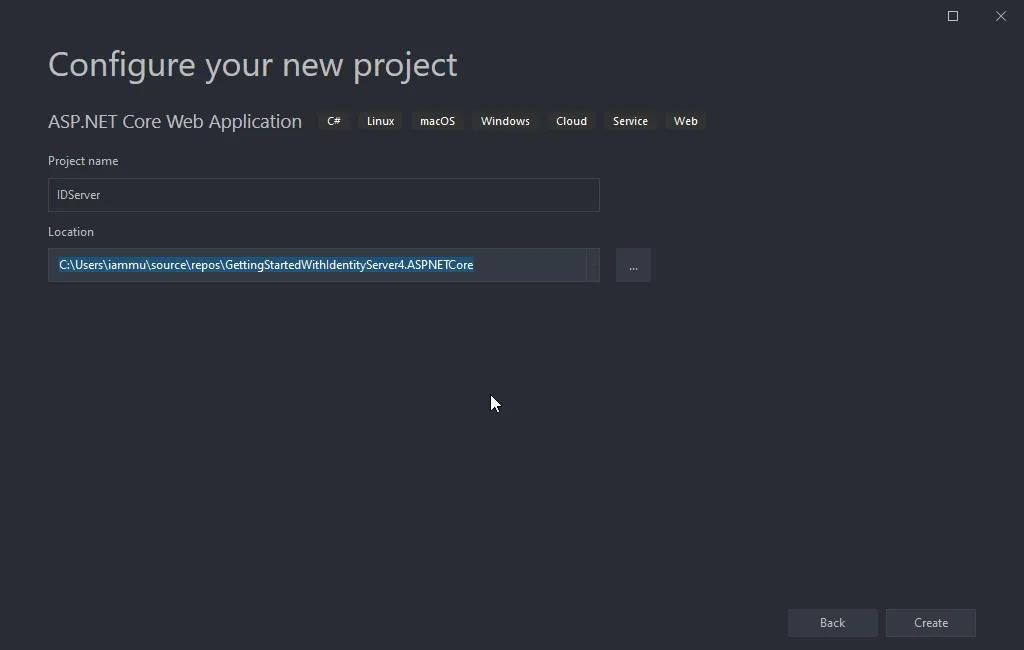 Configure your new project
ASP.NET Core Web Application C# Linux macOS Windows Cloud Service Web
Project name
IDServer
Location
C:\Users\iammu\source\repos\GettingStartedWithIdentityServer4.ASPNETCore
...
Back Create